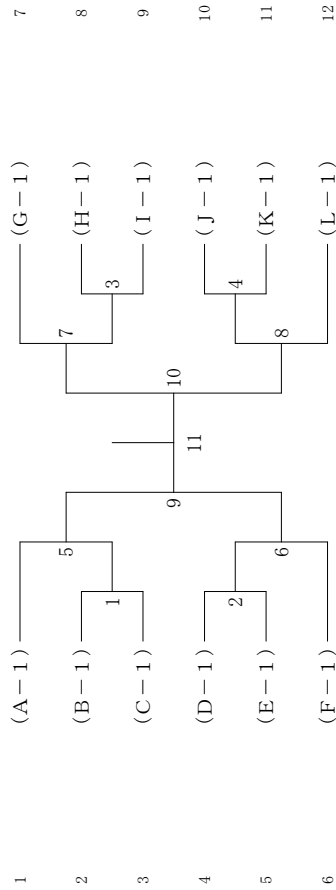 1 (A－1) (G－1) 7
5 7
2 (B－1) (H－1) 8
1 3
3 (C－1) (I－1) 9
9 10
11
4 (D－1) (J－1) 10
2 4
5 (E－1) (K－1) 11
6 8
6 (F－1) (L－1) 12